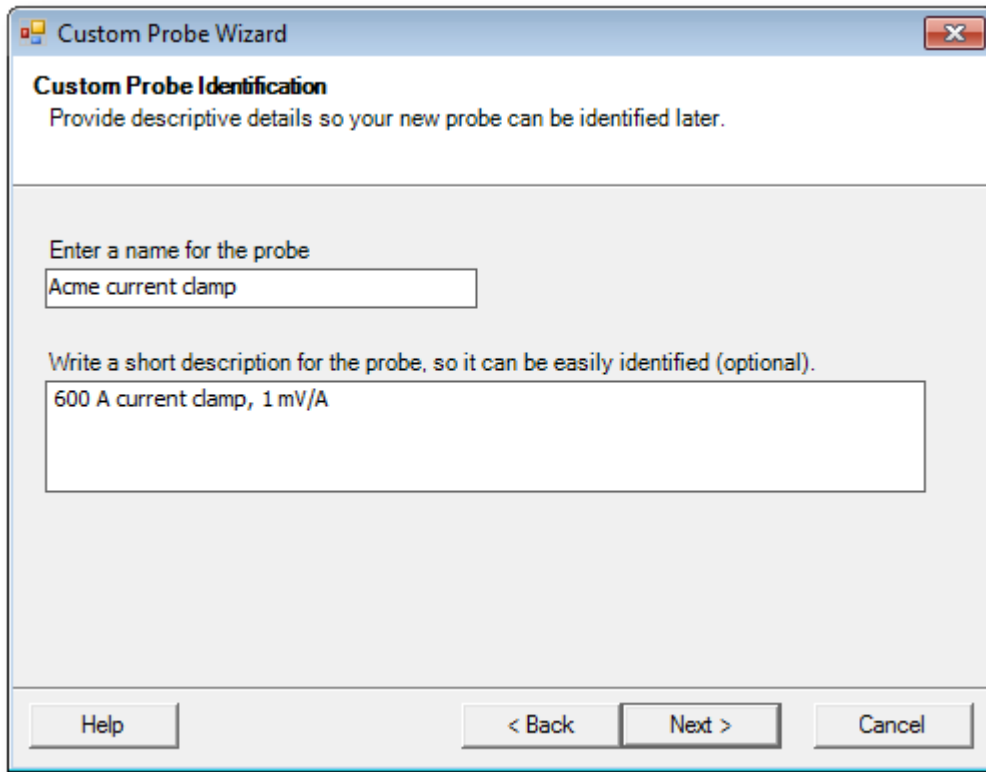 Custom Probe Wizard
Custom Probe Identification
Provide descriptive details so your new probe can be identified later.
Enter a name for the probe
Acme current clamp
Write a short description for the probe, so it can be easily identified (optional).
600 A current clamp, 1 mV/A
Help
< Back
Next >
Cancel